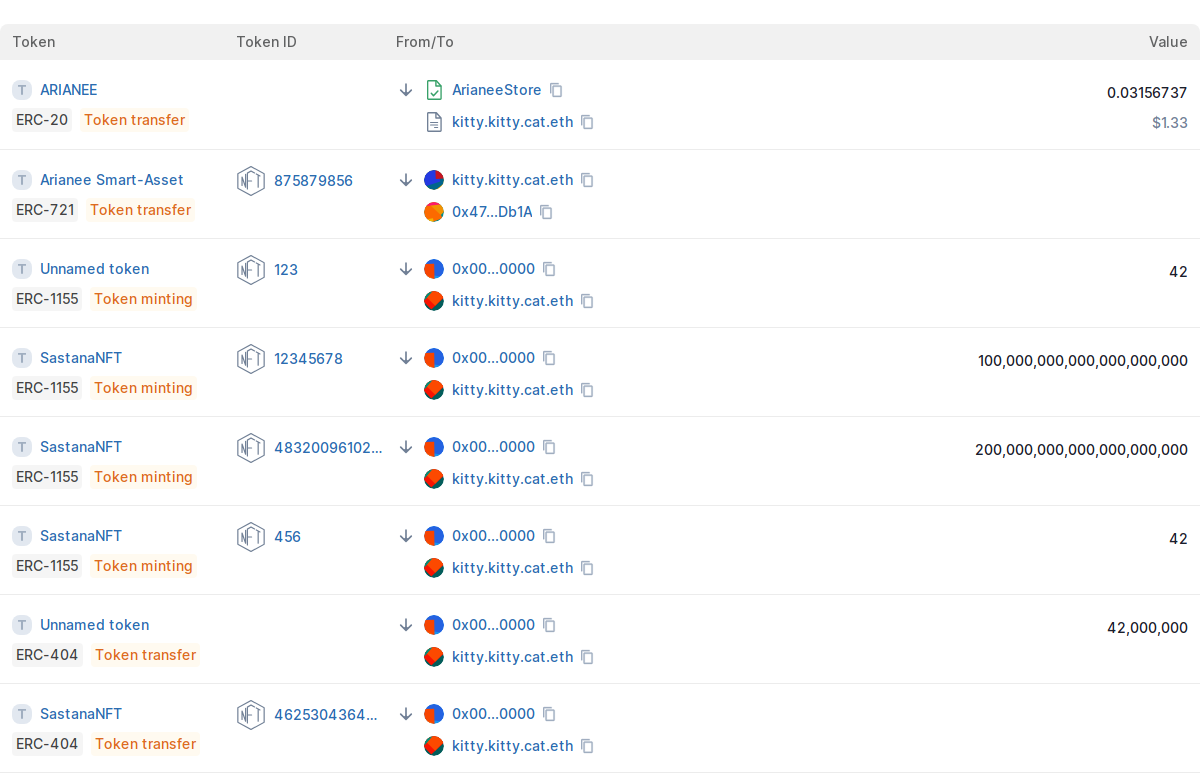 Token Token ID From/To Value
T ARIANEE ArianeeStore 0.03156737
ERC-20 Token transfer kitty.kitty.cat.eth $1.33
T Arianee Smart-Asset NFT 875879856 kitty.kitty.cat.eth
ERC-721 Token transfer 0x47...Db1A
T Unnamed token NFT 123 0x00...0000 42
ERC-1155 Token minting kitty.kitty.cat.eth
T SastanaNFT NFT 12345678 0x00...0000 100,000,000,000,000,000,000
ERC-1155 Token minting kitty.kitty.cat.eth
T SastanaNFT NFT 48320096102... 0x00...0000 200,000,000,000,000,000,000
ERC-1155 Token minting kitty.kitty.cat.eth
T SastanaNFT NFT 456 0x00...0000 42
ERC-1155 Token minting kitty.kitty.cat.eth
T Unnamed token 0x00...0000 42,000,000
ERC-404 Token transfer kitty.kitty.cat.eth
T SastanaNFT NFT 4625304364... 0x00...0000
ERC-404 Token transfer kitty.kitty.cat.eth